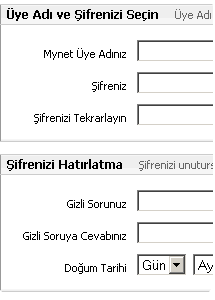 Üye Adı ve Şifrenizi Seçin Üye Adı
Mynet Üye Adınız
Şifreniz
Şifrenizi Tekrarlayın
Şifrenizi Hatırlatma Şifrenizi unuturs
Gizli Sorunuz
Gizli Soruya Cevabınız
Doğum Tarihi Gün Ay